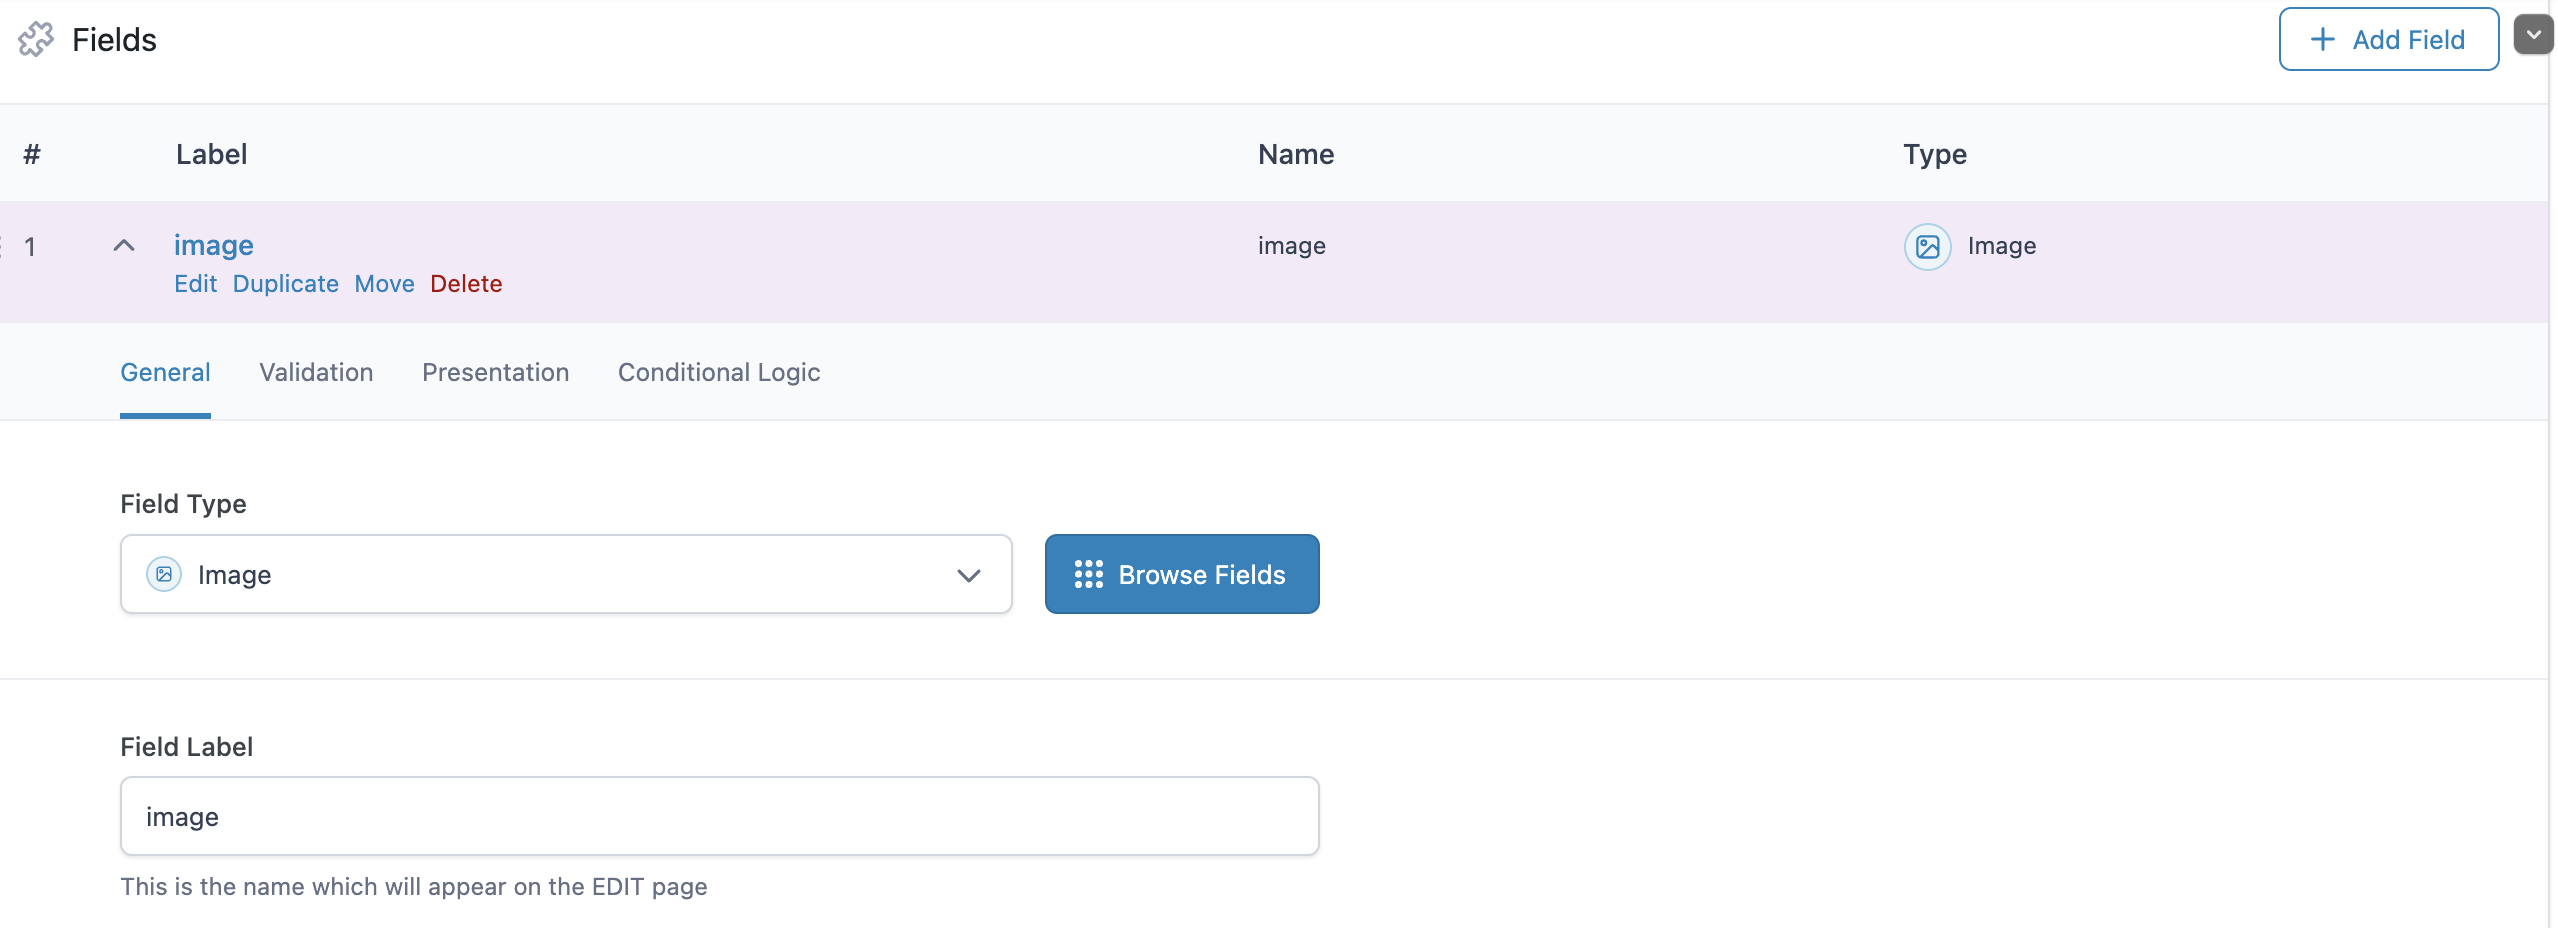 Fields
+ Add Field
# Label Name Type
1 image image Image
Edit Duplicate Move Delete
General Validation Presentation Conditional Logic
Field Type
Image Browse Fields
Field Label
image
This is the name which will appear on the EDIT page